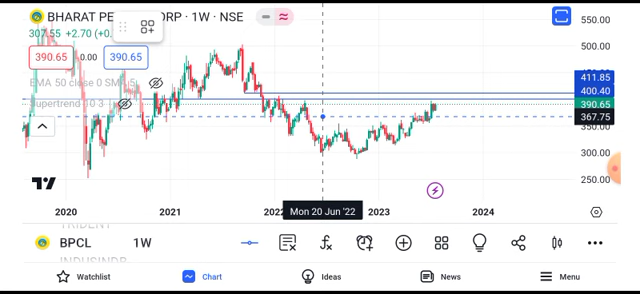 BHARAT PE ORP · 1W · NSE
307.55 +2.70 (+0.
390.65 0.00 390.65
EMA 50 close 0 SMA 5
Supertrend 10 3
550.00
500.00
411.85
400.40
390.65
367.75
350.00
300.00
250.00
2020 2021 2022 Mon 20 Jun '22 2023 2024
BPCL 1W
INDUSINDB
Watchlist Chart Ideas News Menu